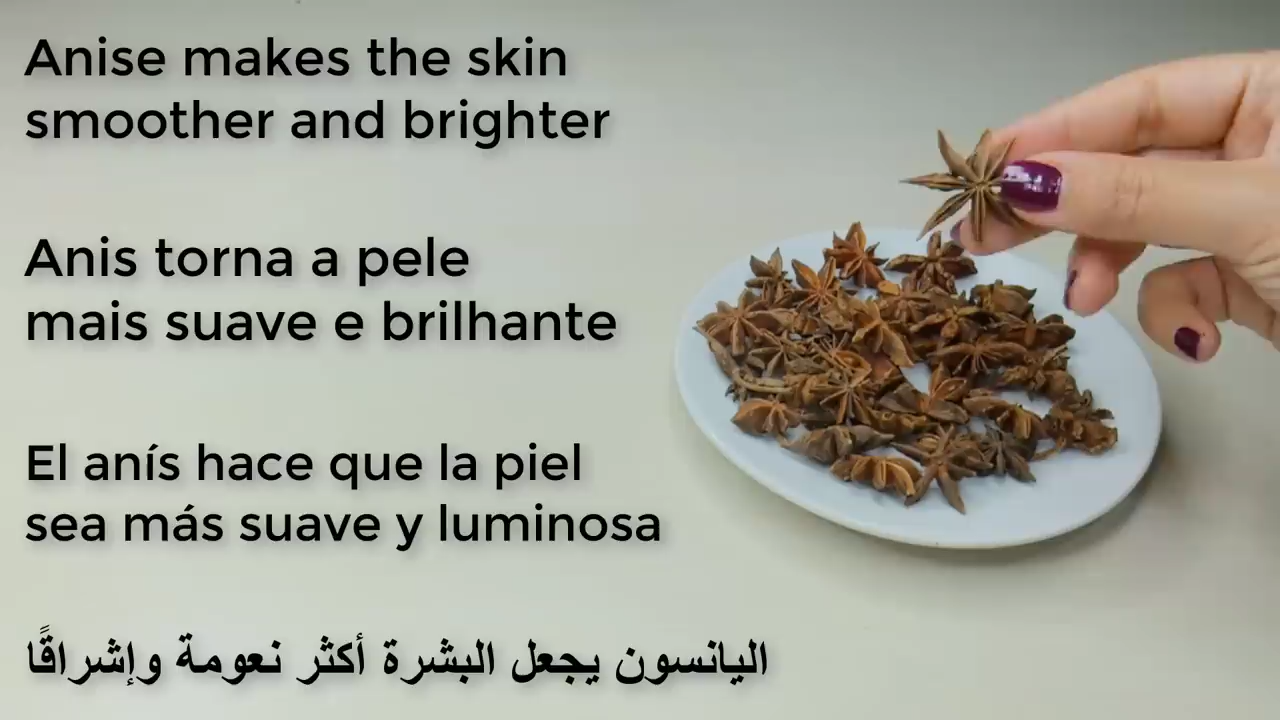 Anise makes the skin
smoother and brighter
Anis torna a pele
mais suave e brilhante
El anís hace que la piel
sea más suave y luminosa
اليانسون يجعل البشرة أكثر نعومة وإشراقًا